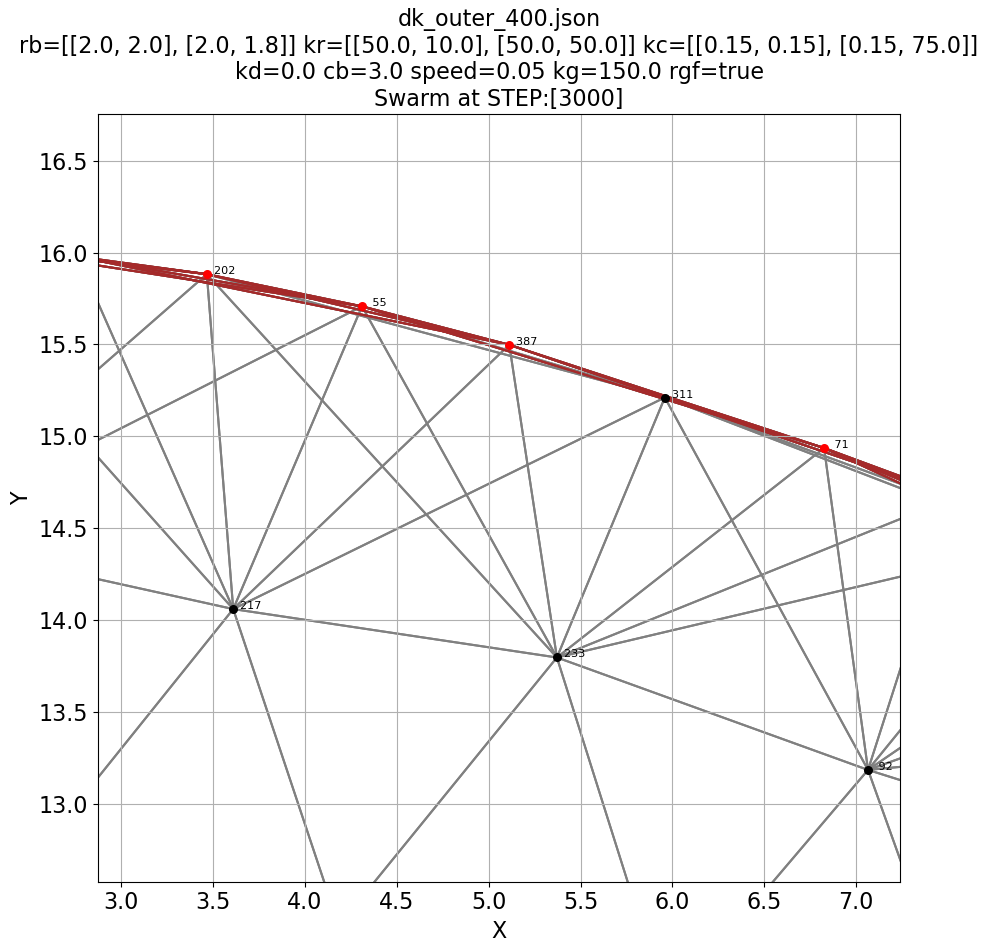 dk_outer_400.json
rb=[[2.0, 2.0], [2.0, 1.8]] kr=[[50.0, 10.0], [50.0, 50.0]] kc=[[0.15, 0.15], [0.15, 75.0]]
kd=0.0 cb=3.0 speed=0.05 kg=150.0 rgf=true
Swarm at STEP:[3000]
16.5
16.0
202
55
15.5
387
311
15.0
71
Y
14.5
14.0
217
233
13.5
92
13.0
3.0 3.5 4.0 4.5 5.0 5.5 6.0 6.5 7.0
X